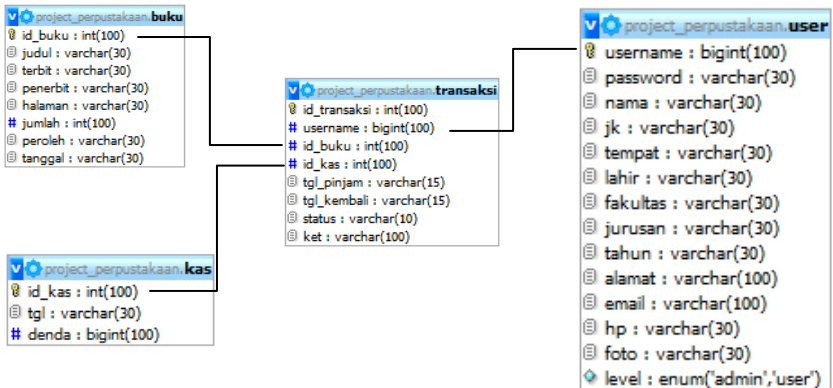 project_perpustakaan.buku
id_buku : int(100)
judul : varchar(30)
terbit : varchar(30)
penerbit : varchar(30)
halaman : varchar(30)
# jumlah : int(100)
peroleh : varchar(30)
tanggal : varchar(30)
project_perpustakaan.transaksi
id_transaksi : int(100)
# username : bigint(100)
# id_buku : int(100)
# id_kas : int(100)
tgl_pinjam : varchar(15)
tgl_kembali : varchar(15)
status : varchar(10)
ket : varchar(100)
project_perpustakaan.kas
id_kas : int(100)
tgl : varchar(30)
# denda : bigint(100)
project_perpustakaan.user
username : bigint(100)
password : varchar(30)
nama : varchar(30)
jk : varchar(30)
tempat : varchar(30)
lahir : varchar(30)
fakultas : varchar(30)
jurusan : varchar(30)
tahun : varchar(30)
alamat : varchar(100)
email : varchar(100)
hp : varchar(30)
foto : varchar(30)
level : enum('admin','user')